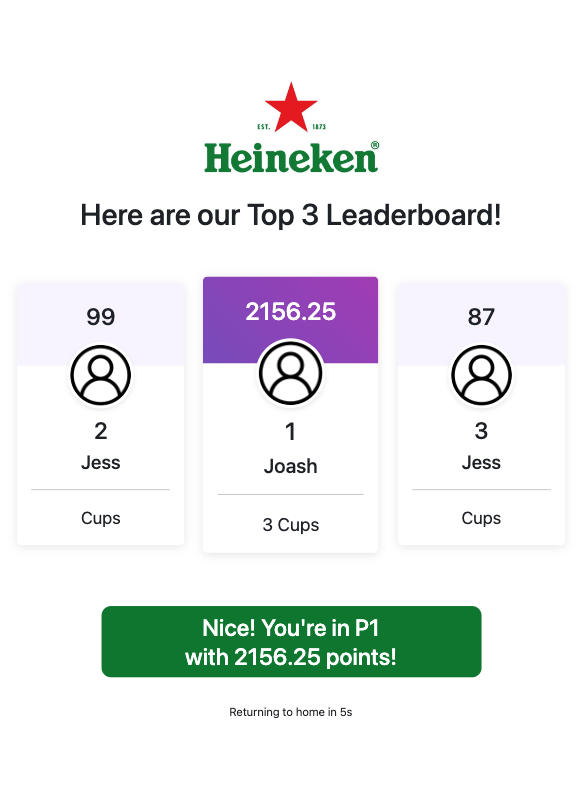 EST. 1873
Heineken®
Here are our Top 3 Leaderboard!
99
2
Jess
Cups
2156.25
1
Joash
3 Cups
87
3
Jess
Cups
Nice! You're in P1
with 2156.25 points!
Returning to home in 5s